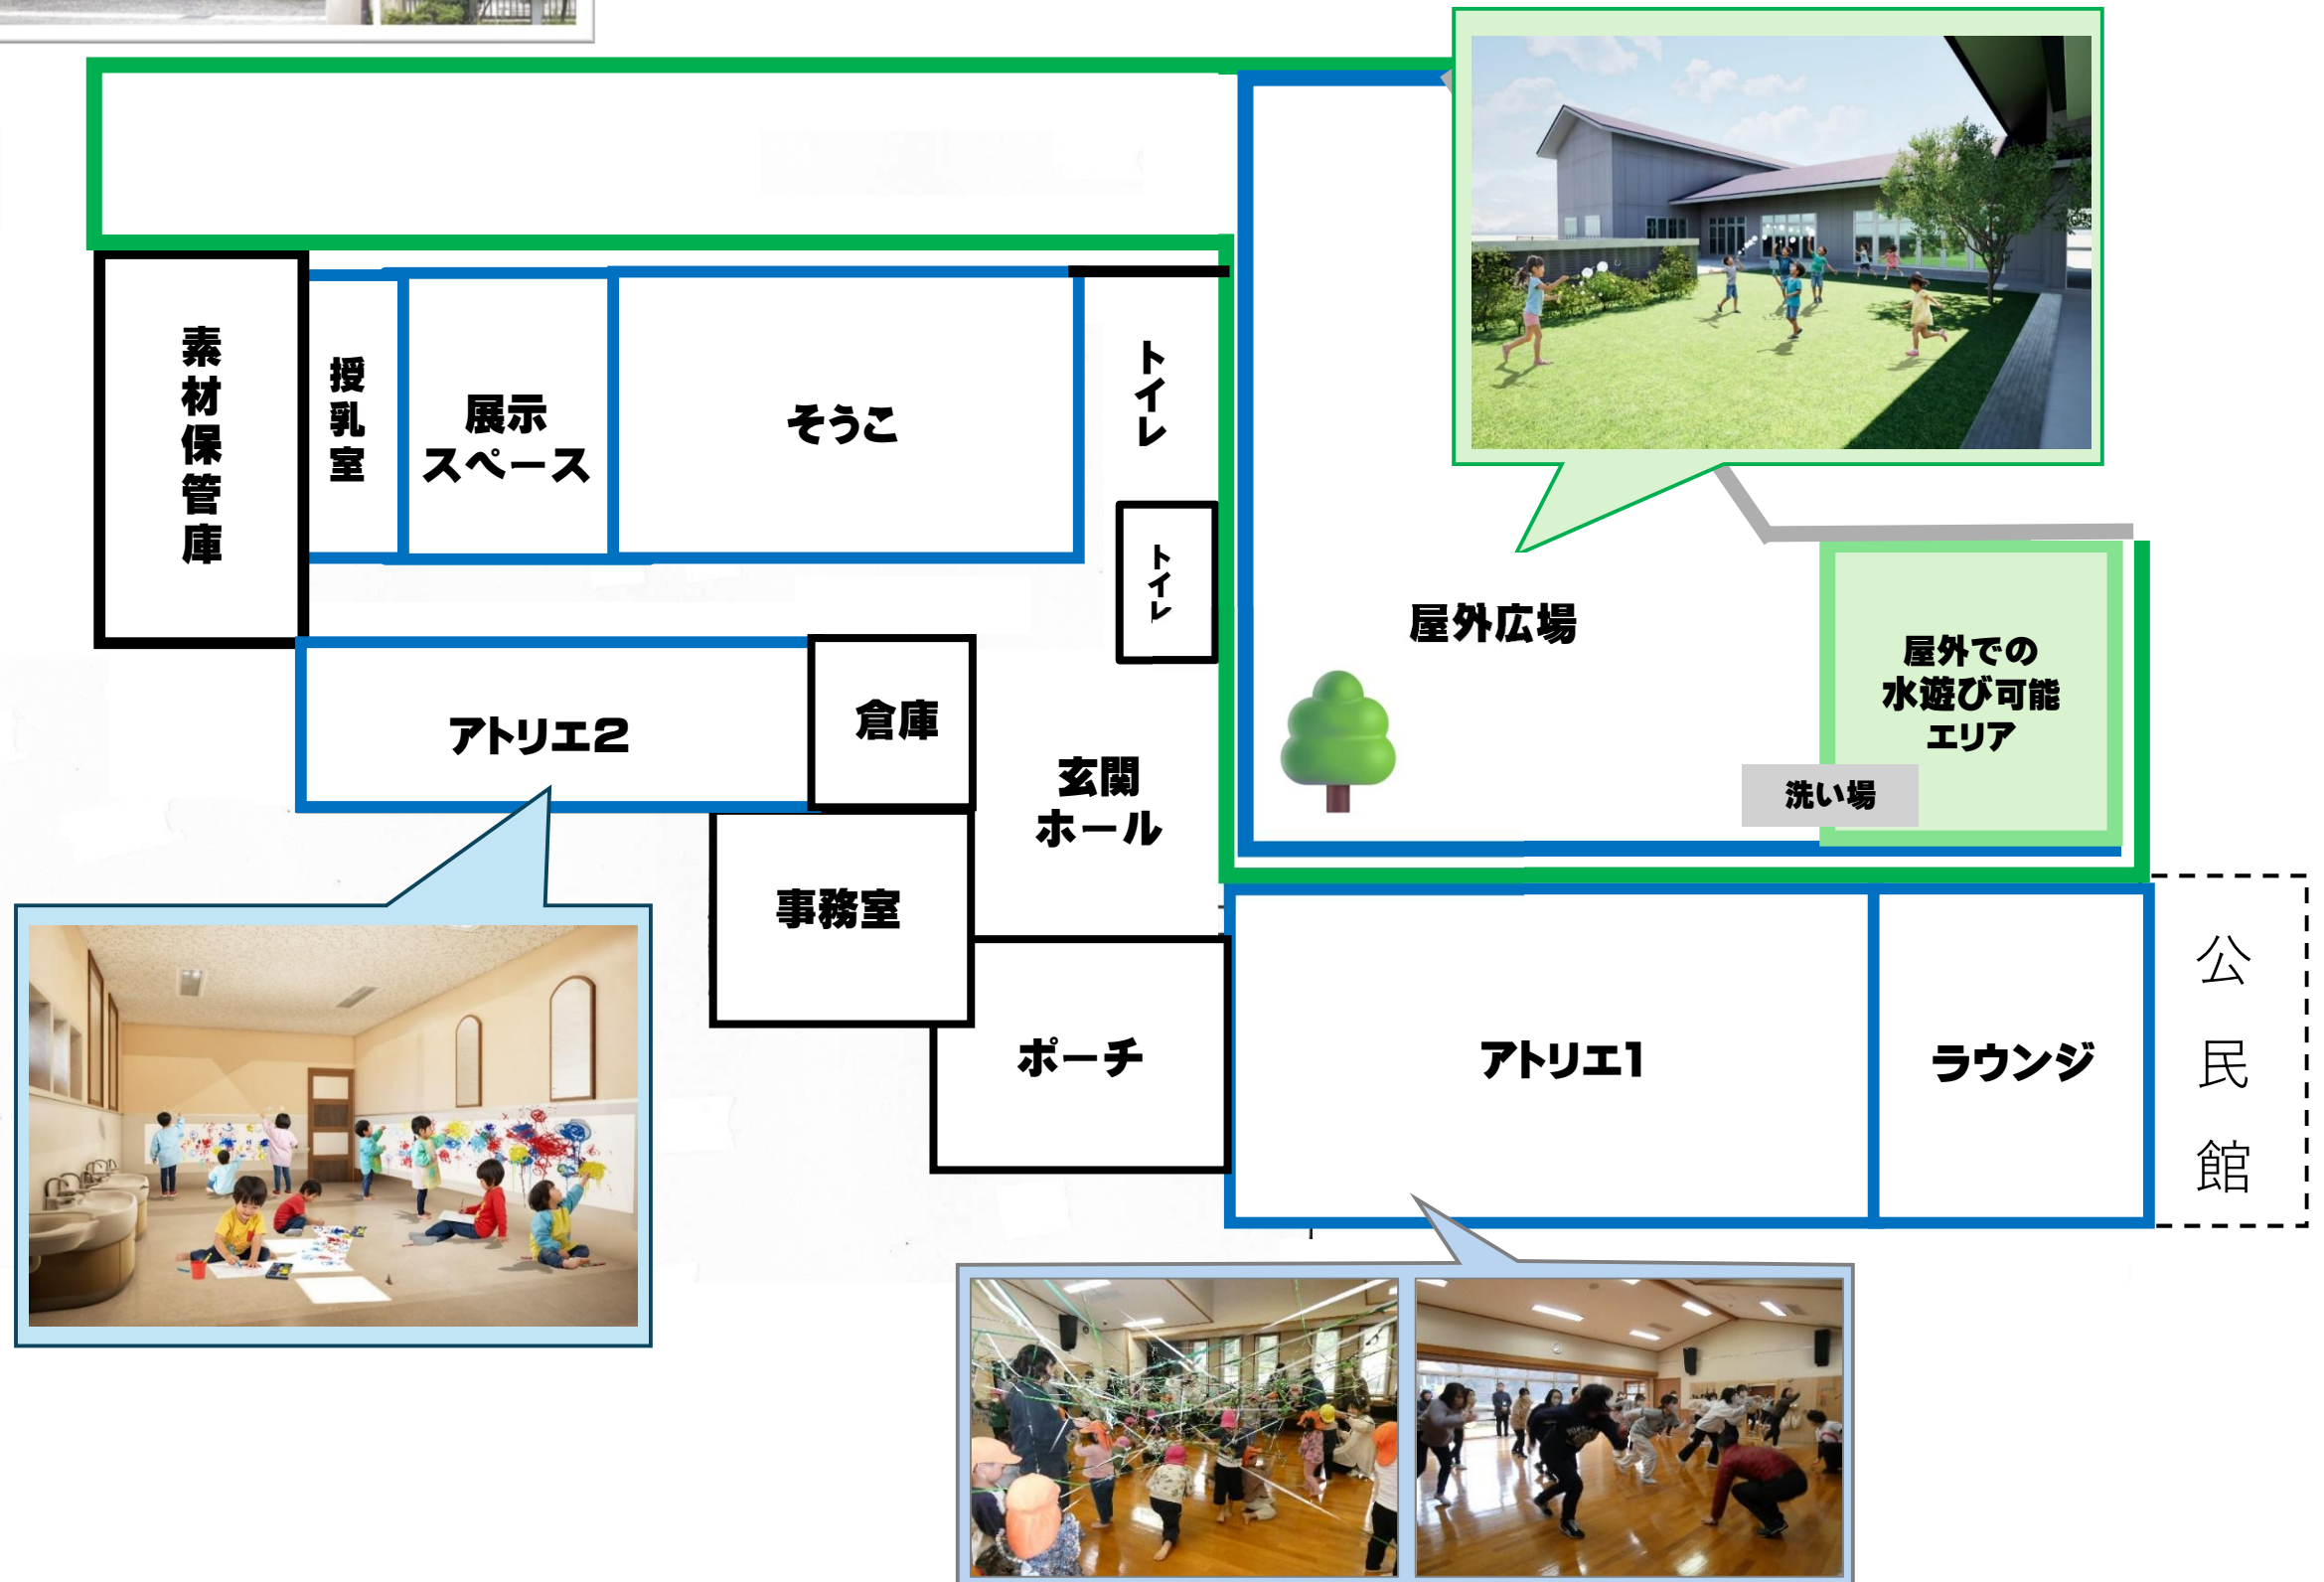 素材保管庫
授乳室
展示
スペース
そうこ
トイレ
トイレ
屋外広場
屋外での
水遊び可能
エリア
洗い場
アトリエ2
倉庫
玄関
ホール
事務室
ポーチ
アトリエ1
ラウンジ
公民館